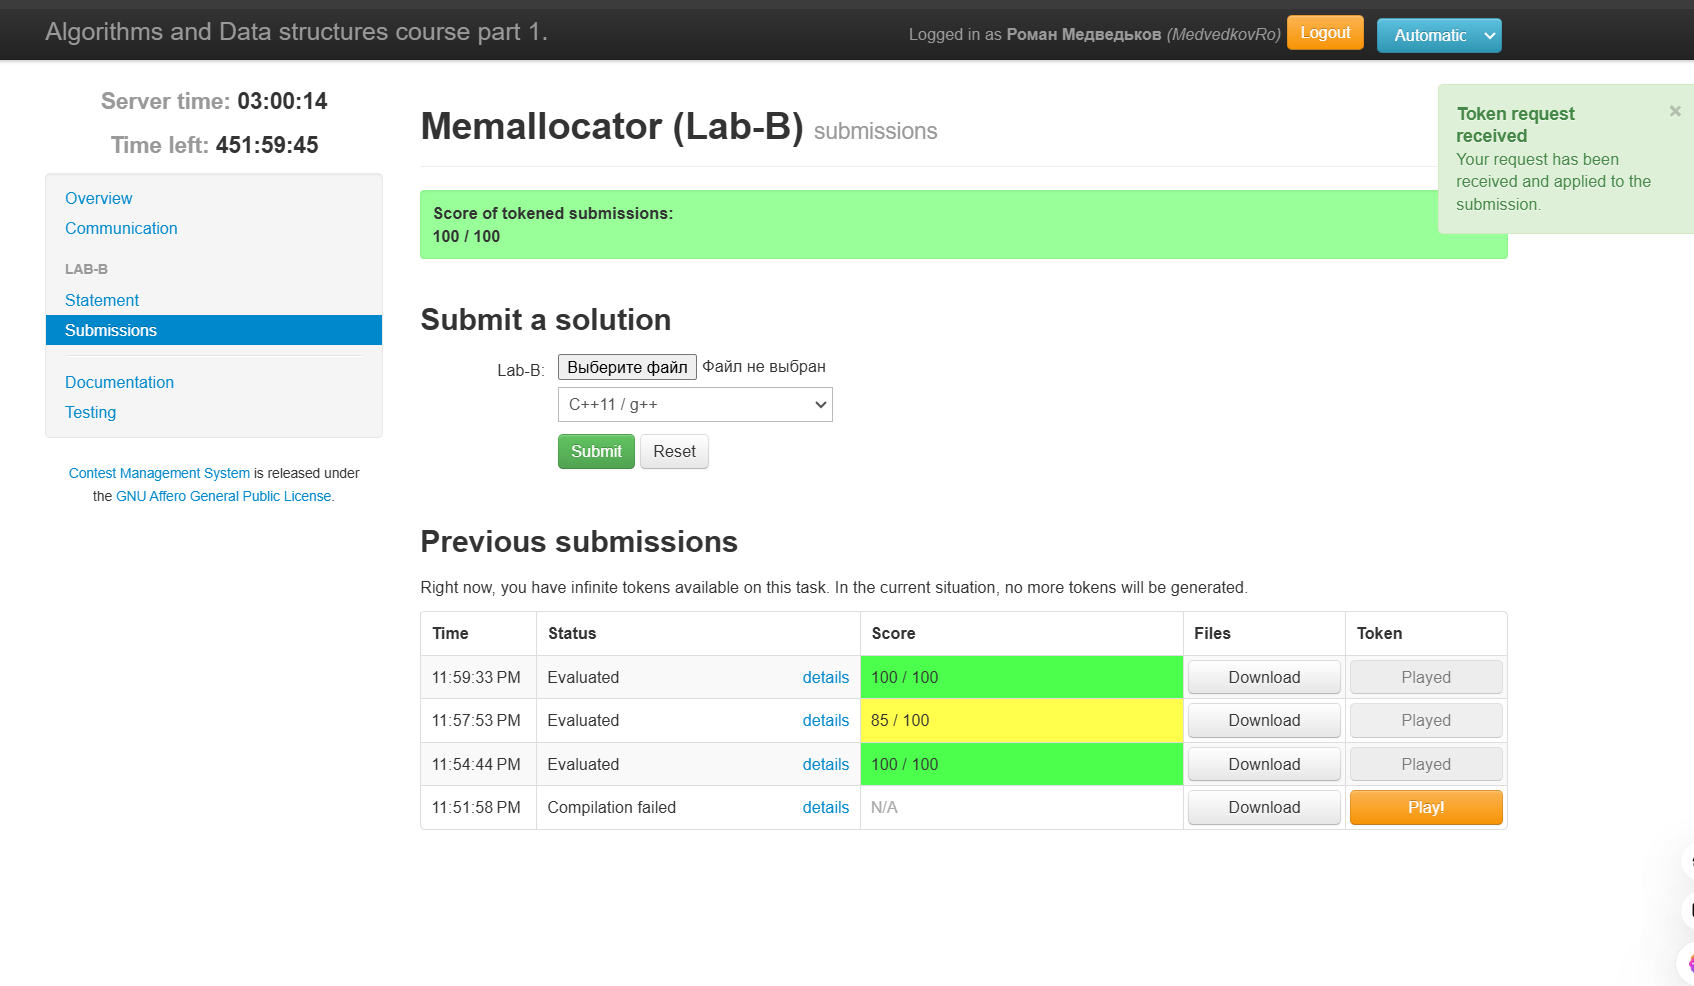 Algorithms and Data structures course part 1.
Logged in as Роман Медведьков (MedvedkovRo)
Logout
Automatic
Server time: 03:00:14
Time left: 451:59:45
Overview
Communication
LAB-B
Statement
Submissions
Documentation
Testing
Contest Management System is released under
the GNU Affero General Public License.
Memallocator (Lab-B) submissions
Token request
received
×
Your request has been
received and applied to the
submission.
Score of tokened submissions:
100 / 100
Submit a solution
Lab-B: Выберите файл Файл не выбран
C++11 / g++
Submit Reset
Previous submissions
Right now, you have infinite tokens available on this task. In the current situation, no more tokens will be generated.
Time Status Score Files Token
11:59:33 PM Evaluated details 100 / 100 Download Played
11:57:53 PM Evaluated details 85 / 100 Download Played
11:54:44 PM Evaluated details 100 / 100 Download Played
11:51:58 PM Compilation failed details N/A Download Play!